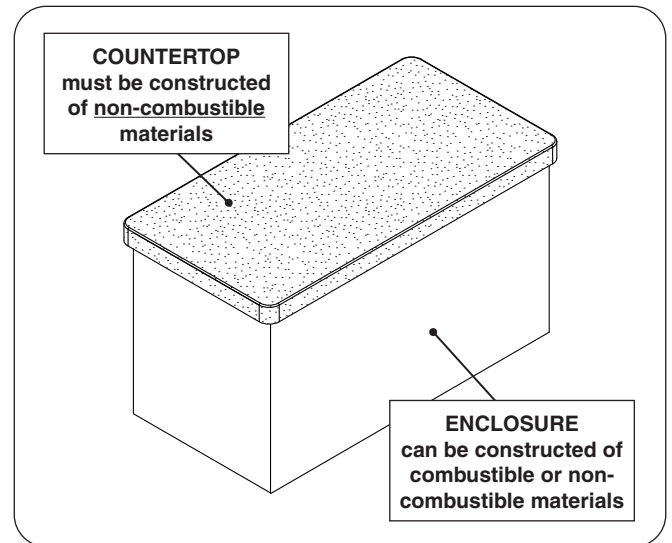 COUNTERTOP
must be constructed
of non-combustible
materials
ENCLOSURE
can be constructed of
combustible or non-
combustible materials